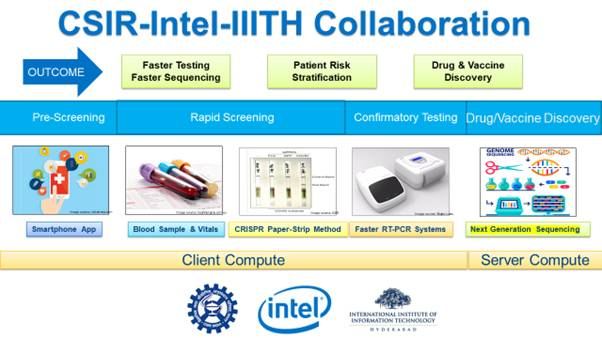 CSIR-Intel-IIITH Collaboration
OUTCOME
Faster Testing
Faster Sequencing
Patient Risk
Stratification
Drug & Vaccine
Discovery
Pre-Screening
Rapid Screening
Confirmatory Testing
Drug/Vaccine Discovery
GENOME
SEQUENCING
Smartphone App
Blood Sample & Vitals
CRISPR Paper-Strip Method
Faster RT-PCR Systems
Next Generation Sequencing
Client Compute
Server Compute
intel
INTERNATIONAL INSTITUTE OF
INFORMATION TECHNOLOGY
HYDERABAD